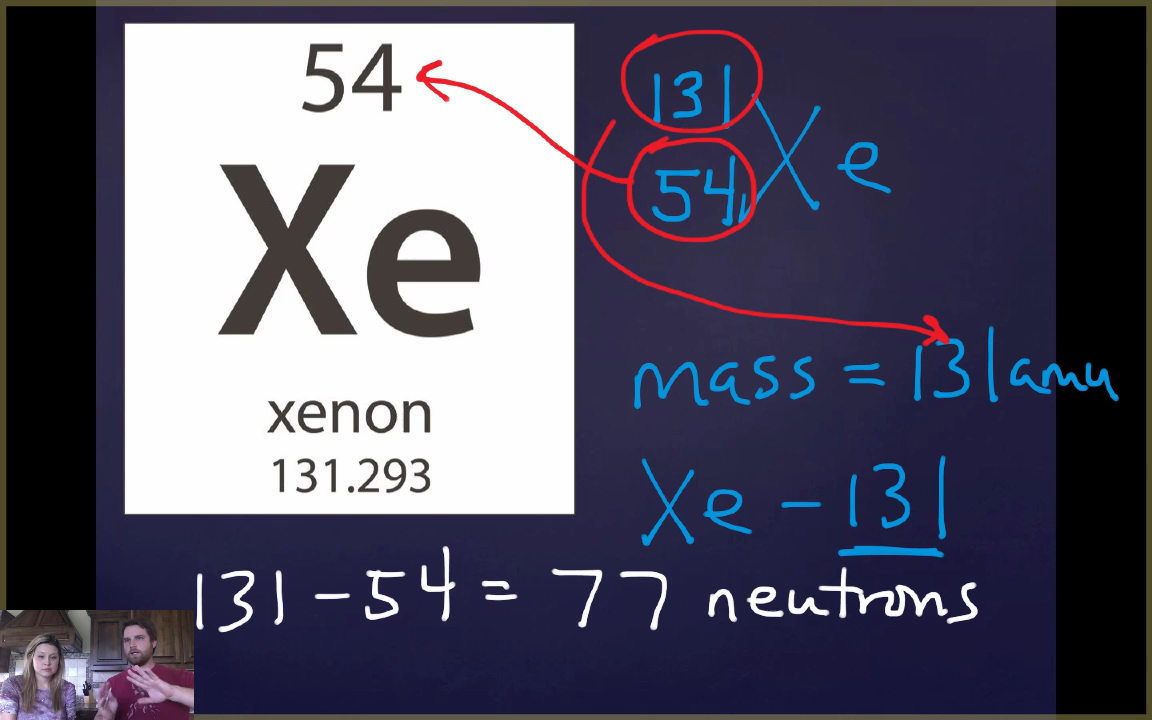 54
Xe
xenon
131.293
131
54
Xe
mass = 131 amu
Xe - 131
131 - 54 = 77 neutrons